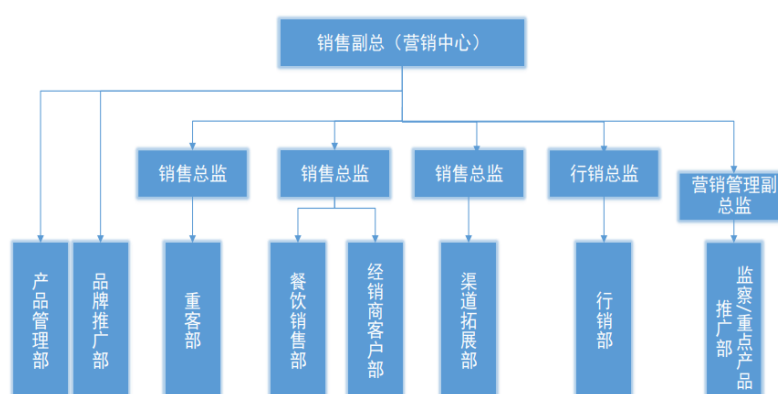 销售副总（营销中心）
销售总监
销售总监
销售总监
行销总监
营销管理副
总监
产品管理部
品牌推广部
重客部
餐饮销售部
经销商客户部
渠道拓展部
行销部
监察/重点产品
推广部